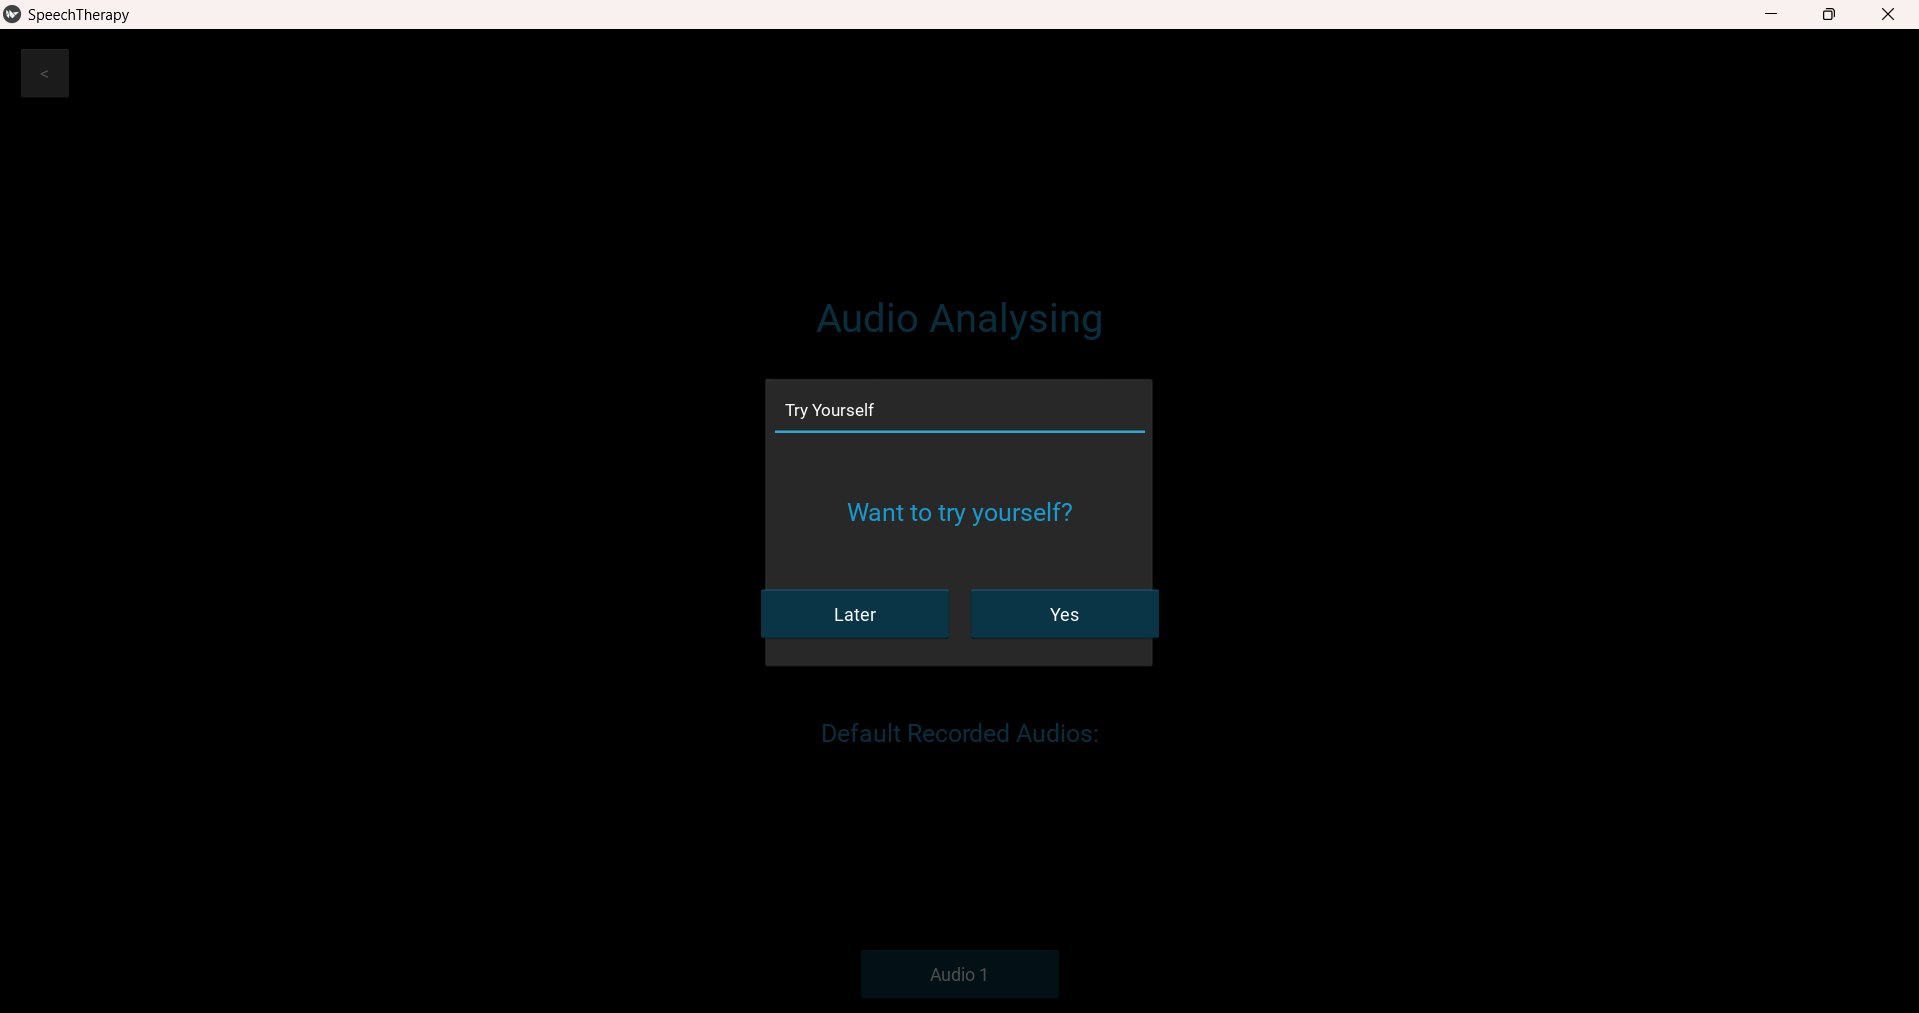 SpeechTherapy
<
Audio Analysing
Try Yourself
Want to try yourself?
Later Yes
Default Recorded Audios:
Audio 1